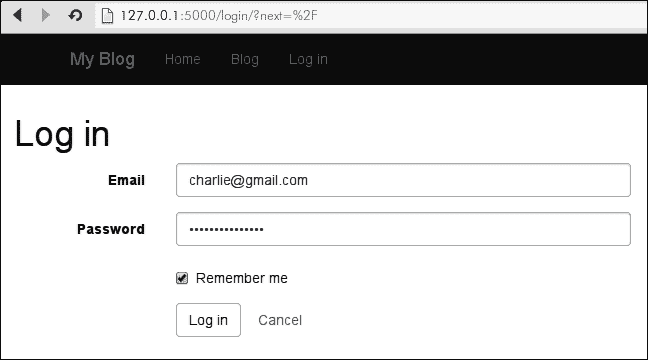 127.0.0.1:5000/login/?next=%2F
My Blog Home Blog Log in
Log in
Email charlie@gmail.com
Password •••••••••••••••
Remember me
Log in Cancel